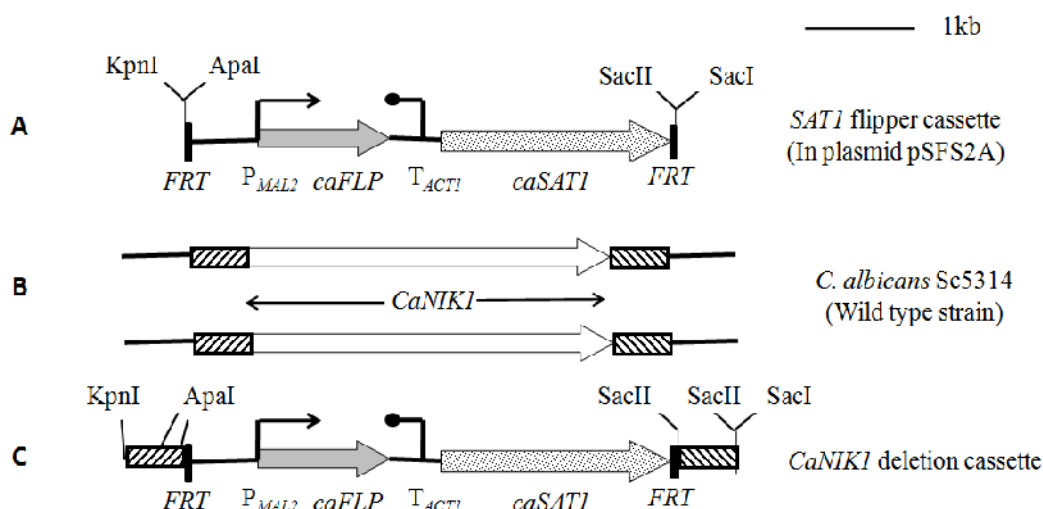 1kb
KpnI ApaI SacII SacI
A
SAT1 flipper cassette
(In plasmid pSFS2A)
FRT PMAL2 caFLP TACT1 caSAT1 FRT
B
CaNIK1
C. albicans Sc5314
(Wild type strain)
KpnI ApaI SacII SacII SacI
C
CaNIK1 deletion cassette
FRT PMAL2 caFLP TACT1 caSAT1 FRT